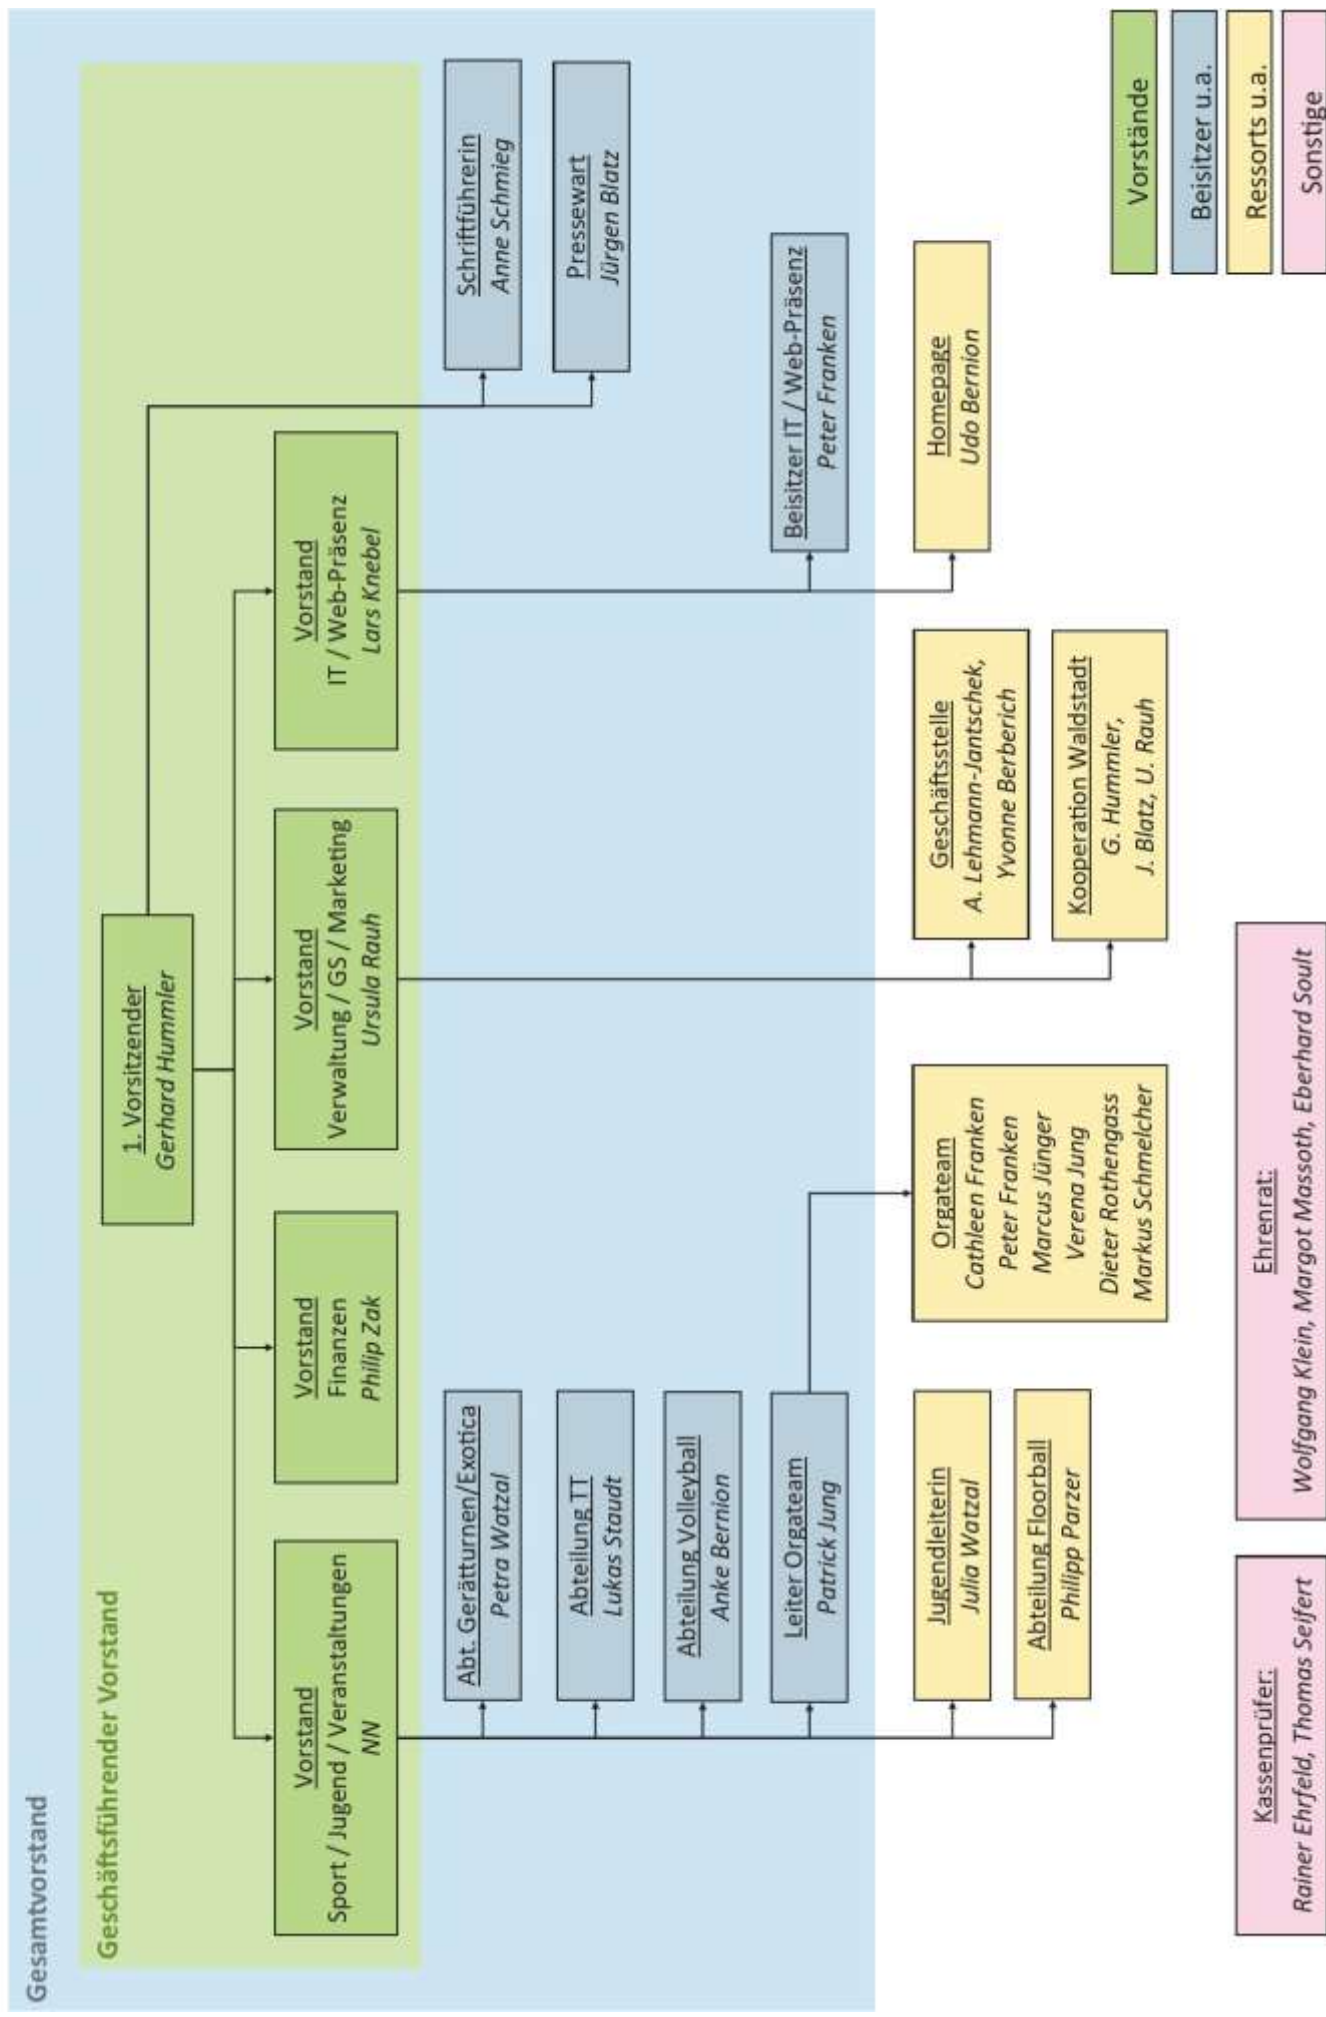 Gesamtvorstand
Geschäftsführender Vorstand
1. Vorsitzender
Gerhard Hummler
Vorstand
Sport / Jugend / Veranstaltungen
NN
Vorstand
Finanzen
Philip Zak
Vorstand
Verwaltung / GS / Marketing
Ursula Rauh
Vorstand
IT / Web-Präsenz
Lars Knebel
Schriftführerin
Anne Schmieg
Pressewart
Jürgen Blatz
Abt. Gerätturnen/Exotica
Petra Watzal
Abteilung TT
Lukas Staudt
Abteilung Volleyball
Anke Bernion
Leiter Orgateam
Patrick Jung
Beisitzer IT / Web-Präsenz
Peter Franken
Jugendleiterin
Julia Watzal
Abteilung Floorball
Philipp Parzer
Orgateam
Cathleen Franken
Peter Franken
Marcus Jünger
Verena Jung
Dieter Rothengass
Markus Schmelcher
Geschäftsstelle
A. Lehmann-Jantschek,
Yvonne Berberich
Kooperation Waldstadt
G. Hummler,
J. Blatz, U. Rauh
Homepage
Udo Bernion
Kassenprüfer:
Rainer Ehrfeld, Thomas Seifert
Ehrenrat:
Wolfgang Klein, Margot Massoth, Eberhard Soult
Vorstände
Beisitzer u.a.
Ressorts u.a.
Sonstige